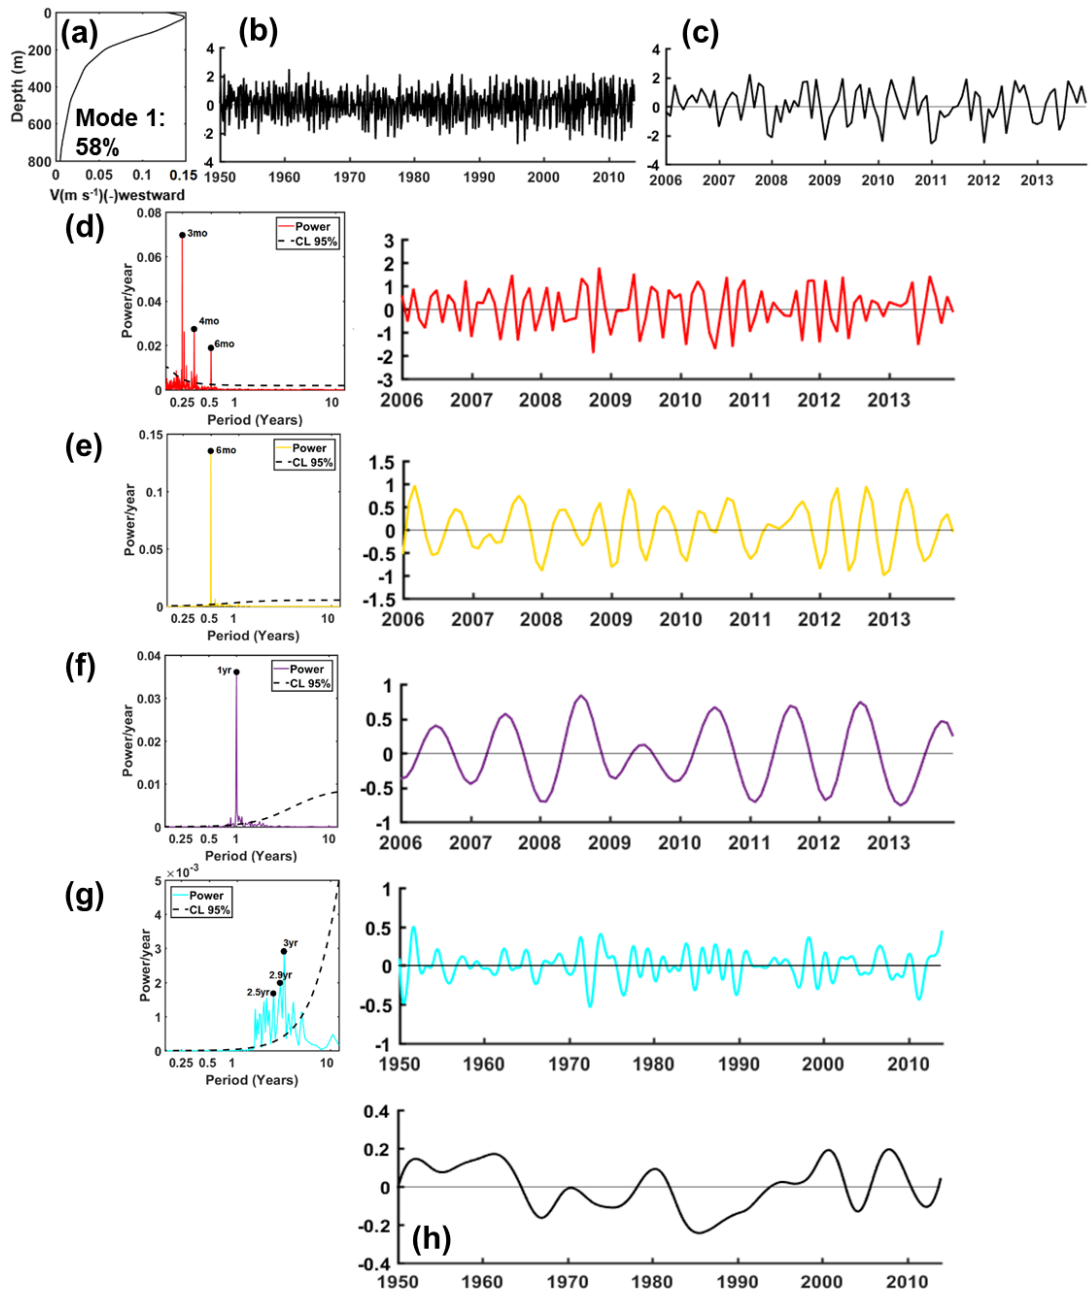 (a)
0
200
400
600
800
Depth (m)
Mode 1:
58%
0 0.05 0.1 0.15
V(m s⁻¹)(-)westward
(b)
4
2
0
-2
-4
1950 1960 1970 1980 1990 2000 2010
(c)
4
2
0
-2
-4
2006 2007 2008 2009 2010 2011 2012 2013
(d)
0.08
0.06
0.04
0.02
0
Power/year
3mo
4mo
6mo
Power
CL 95%
0.25 0.5 1 10
Period (Years)
3
2
1
0
-1
-2
-3
2006 2007 2008 2009 2010 2011 2012 2013
(e)
0.15
0.1
0.05
0
Power/year
6mo
Power
CL 95%
0.25 0.5 1 10
Period (Years)
1.5
1
0.5
0
-0.5
-1
-1.5
2006 2007 2008 2009 2010 2011 2012 2013
(f)
0.04
0.03
0.02
0.01
0
Power/year
1yr
Power
CL 95%
0.25 0.5 1 10
Period (Years)
1
0.5
0
-0.5
-1
2006 2007 2008 2009 2010 2011 2012 2013
(g)
×10⁻³
5
4
3
2
1
0
Power/year
Power
CL 95%
3yr
2.9yr
2.5yr
0.25 0.5 1 10
Period (Years)
1
0.5
0
-0.5
-1
1950 1960 1970 1980 1990 2000 2010
0.4
0.2
0
-0.2
-0.4
(h)
1950 1960 1970 1980 1990 2000 2010